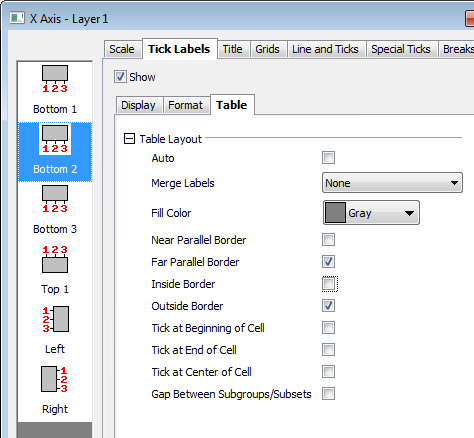 X Axis - Layer1
Scale Tick Labels Title Grids Line and Ticks Special Ticks Breaks
Show
Display Format Table
Table Layout
Auto
Merge Labels None
Fill Color Gray
Near Parallel Border
Far Parallel Border
Inside Border
Outside Border
Tick at Beginning of Cell
Tick at End of Cell
Tick at Center of Cell
Gap Between Subgroups/Subsets
1 2 3
Bottom 1
1 2 3
Bottom 2
1 2 3
Bottom 3
1 2 3
Top 1
3
2
1
Left
1
2
3
Right